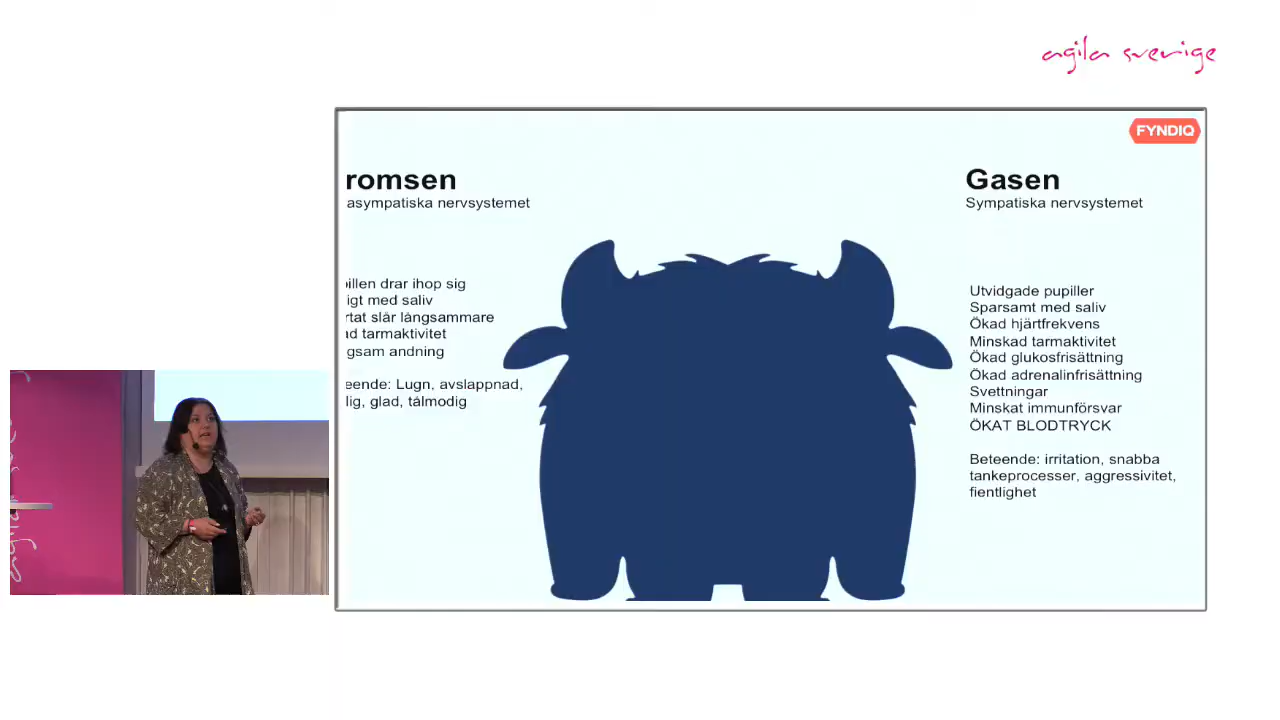 agila sverige
FYNDIQ
romsen
asympatiska nervsystemet
illen drar ihop sig
igt med saliv
rtat slår långsammare
ad tarmaktivitet
gsam andning
eende: Lugn, avslappnad,
lig, glad, tålmodig
Gasen
Sympatiska nervsystemet
Utvidgade pupiller
Sparsamt med saliv
Ökad hjärtfrekvens
Minskad tarmaktivitet
Ökad glukosfrisättning
Ökad adrenalinfrisättning
Svettningar
Minskat immunförsvar
ÖKAT BLODTRYCK
Beteende: irritation, snabba
tankeprocesser, aggressivitet,
fientlighet